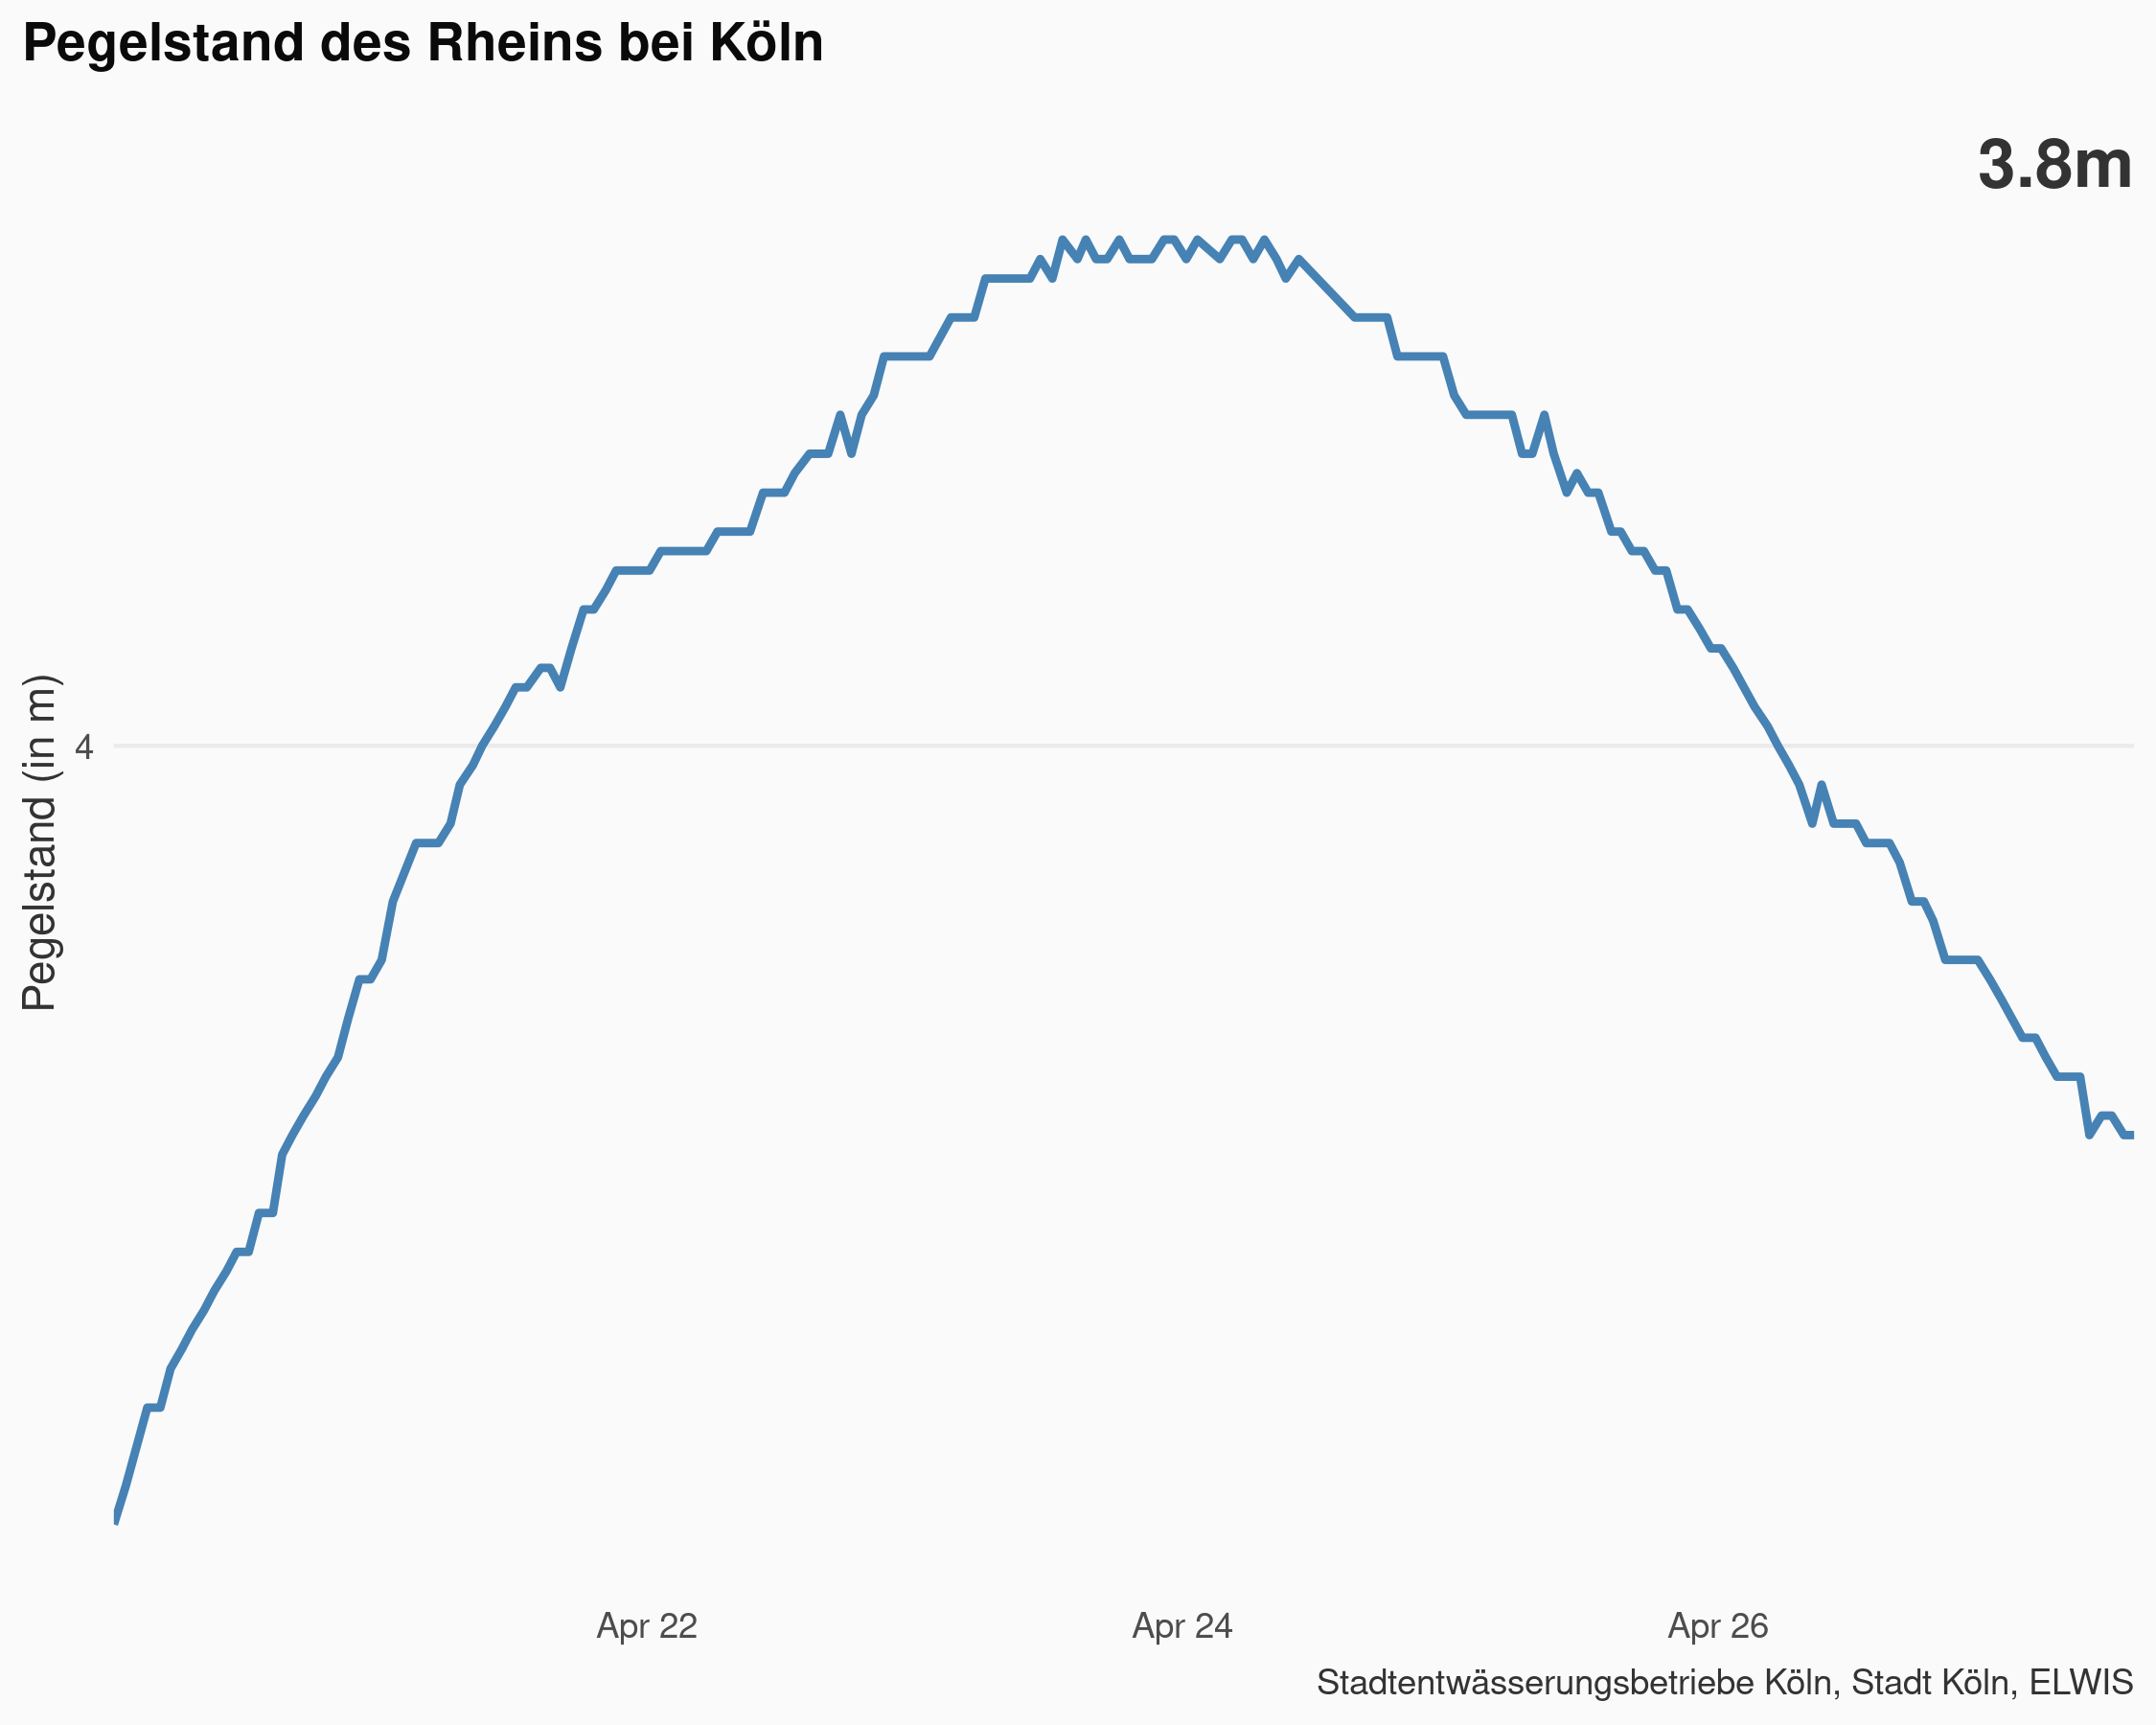 Pegelstand des Rheins bei Köln
3.8m
Pegelstand (in m)
4
Apr 22
Apr 24
Apr 26
Stadtentwässerungsbetriebe Köln, Stadt Köln, ELWIS